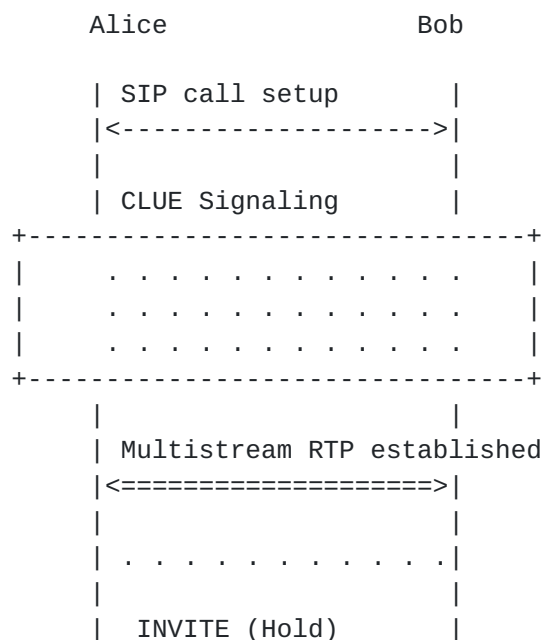 Alice                Bob
| SIP call setup       |
|<-------------------->|
|                      |
| CLUE Signaling       |
+--------------------------------+
|     . . . . . . . . . . . .    |
|     . . . . . . . . . . . .    |
|     . . . . . . . . . . . .    |
+--------------------------------+
|                      |
| Multistream RTP established
|<====================>|
|                      |
| . . . . . . . . . . .|
|                      |
|  INVITE (Hold)       |